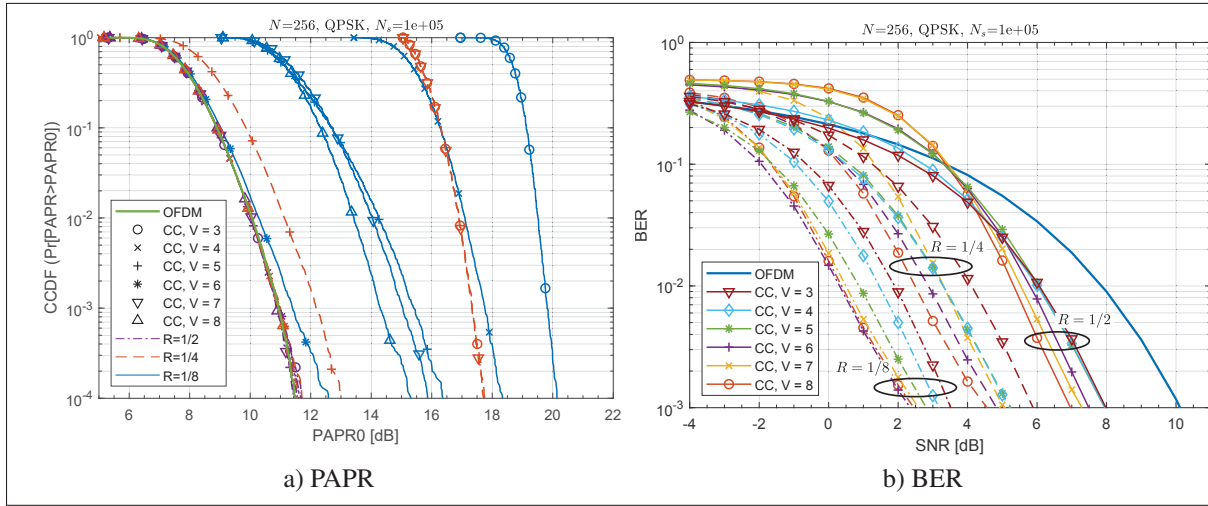 N=256, QPSK, N_s=1e+05
10^0
10^-1
10^-2
10^-3
10^-4
CCDF (Pr[PAPR>PAPR0])
OFDM
CC, V = 3
CC, V = 4
CC, V = 5
CC, V = 6
CC, V = 7
CC, V = 8
R=1/2
R=1/4
R=1/8
6 8 10 12 14 16 18 20 22
PAPR0 [dB]
a) PAPR
N=256, QPSK, N_s=1e+05
10^0
10^-1
10^-2
10^-3
BER
R = 1/4
R = 1/2
R = 1/8
OFDM
CC, V = 3
CC, V = 4
CC, V = 5
CC, V = 6
CC, V = 7
CC, V = 8
-4 -2 0 2 4 6 8 10
SNR [dB]
b) BER